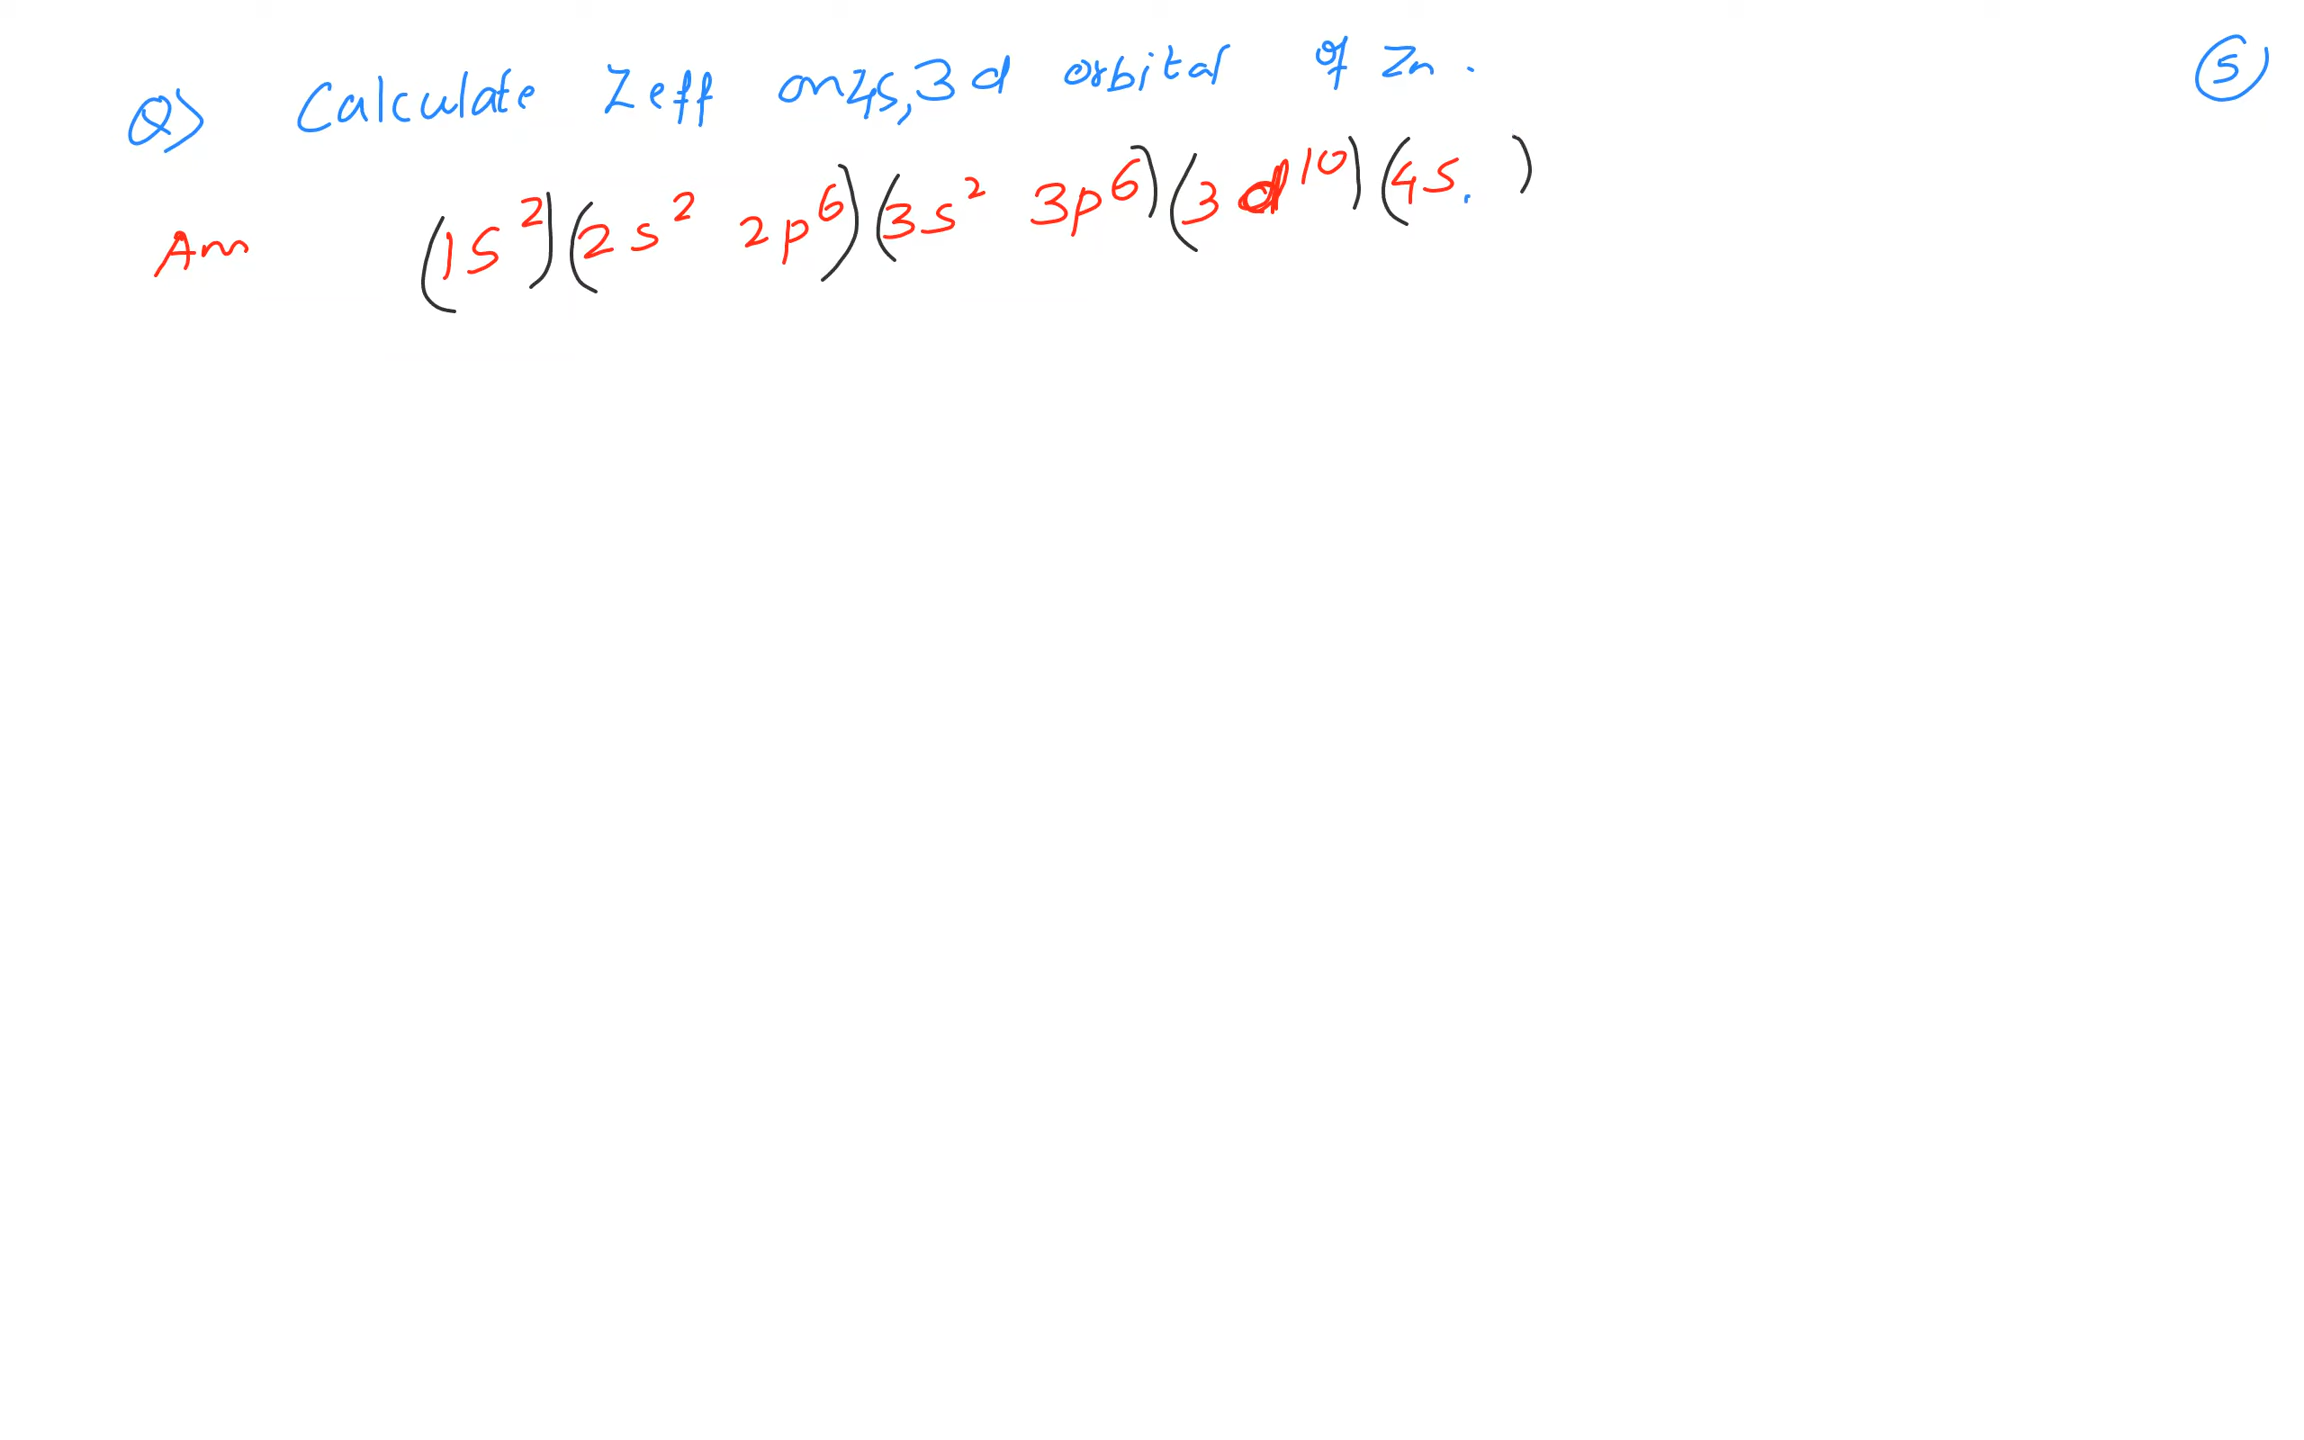 Q) Calculate Zeff on 4s, 3d orbital of Zn. (5)
Ans (1s²)(2s² 2p⁶)(3s² 3p⁶)(3d¹⁰)(4s. )